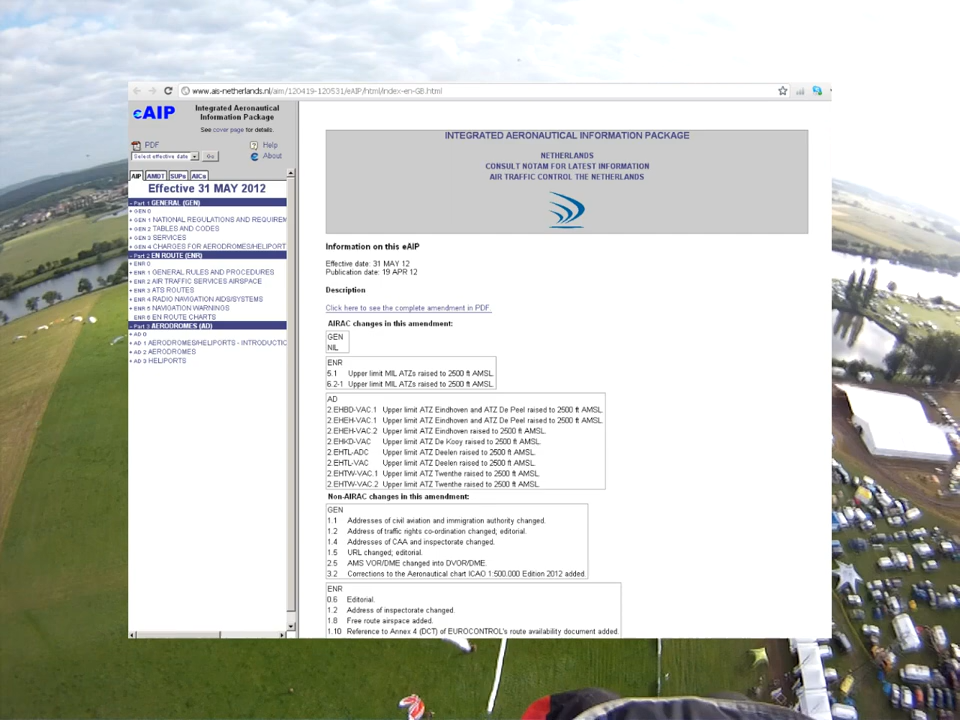 www.ais-netherlands.nl/aim/120419-120531/eAIP/html/index-en-GB.html
eAIP
Integrated Aeronautical
Information Package
See cover page for details.
PDF
Help
Select effective date
Go
About
AIP AMDT SUPs AICs
Effective 31 MAY 2012
- Part 1 GENERAL (GEN)
+ GEN 0
+ GEN 1 NATIONAL REGULATIONS AND REQUIREM
+ GEN 2 TABLES AND CODES
+ GEN 3 SERVICES
+ GEN 4 CHARGES FOR AERODROMES/HELIPORT
- Part 2 EN ROUTE (ENR)
+ ENR 0
+ ENR 1 GENERAL RULES AND PROCEDURES
+ ENR 2 AIR TRAFFIC SERVICES AIRSPACE
+ ENR 3 ATS ROUTES
+ ENR 4 RADIO NAVIGATION AIDS/SYSTEMS
+ ENR 5 NAVIGATION WARNINGS
ENR 6 EN ROUTE CHARTS
- Part 3 AERODROMES (AD)
+ AD 0
+ AD 1 AERODROMES/HELIPORTS - INTRODUCTIO
+ AD 2 AERODROMES
+ AD 3 HELIPORTS
INTEGRATED AERONAUTICAL INFORMATION PACKAGE
NETHERLANDS
CONSULT NOTAM FOR LATEST INFORMATION
AIR TRAFFIC CONTROL THE NETHERLANDS
Information on this eAIP
Effective date: 31 MAY 12
Publication date: 19 APR 12
Description
Click here to see the complete amendment in PDF.
AIRAC changes in this amendment:
GEN
NIL
ENR
5.1 Upper limit MIL ATZs raised to 2500 ft AMSL.
6.2-1 Upper limit MIL ATZs raised to 2500 ft AMSL.
AD
2.EHBD-VAC.1 Upper limit ATZ Eindhoven and ATZ De Peel raised to 2500 ft AMSL.
2.EHEH-VAC.1 Upper limit ATZ Eindhoven and ATZ De Peel raised to 2500 ft AMSL.
2.EHEH-VAC.2 Upper limit ATZ Eindhoven raised to 2500 ft AMSL.
2.EHKD-VAC Upper limit ATZ De Kooy raised to 2500 ft AMSL.
2.EHTL-ADC Upper limit ATZ Deelen raised to 2500 ft AMSL.
2.EHTL-VAC Upper limit ATZ Deelen raised to 2500 ft AMSL.
2.EHTW-VAC.1 Upper limit ATZ Twenthe raised to 2500 ft AMSL.
2.EHTW-VAC.2 Upper limit ATZ Twenthe raised to 2500 ft AMSL.
Non-AIRAC changes in this amendment:
GEN
1.1 Addresses of civil aviation and immigration authority changed.
1.2 Address of traffic rights co-ordination changed; editorial.
1.4 Addresses of CAA and inspectorate changed.
1.5 URL changed; editorial.
2.5 AMS VOR/DME changed into DVOR/DME.
3.2 Corrections to the Aeronautical chart ICAO 1:500.000 Edition 2012 added.
ENR
0.6 Editorial.
1.2 Address of inspectorate changed.
1.8 Free route airspace added.
1.10 Reference to Annex 4 (DCT) of EUROCONTROL's route availability document added.